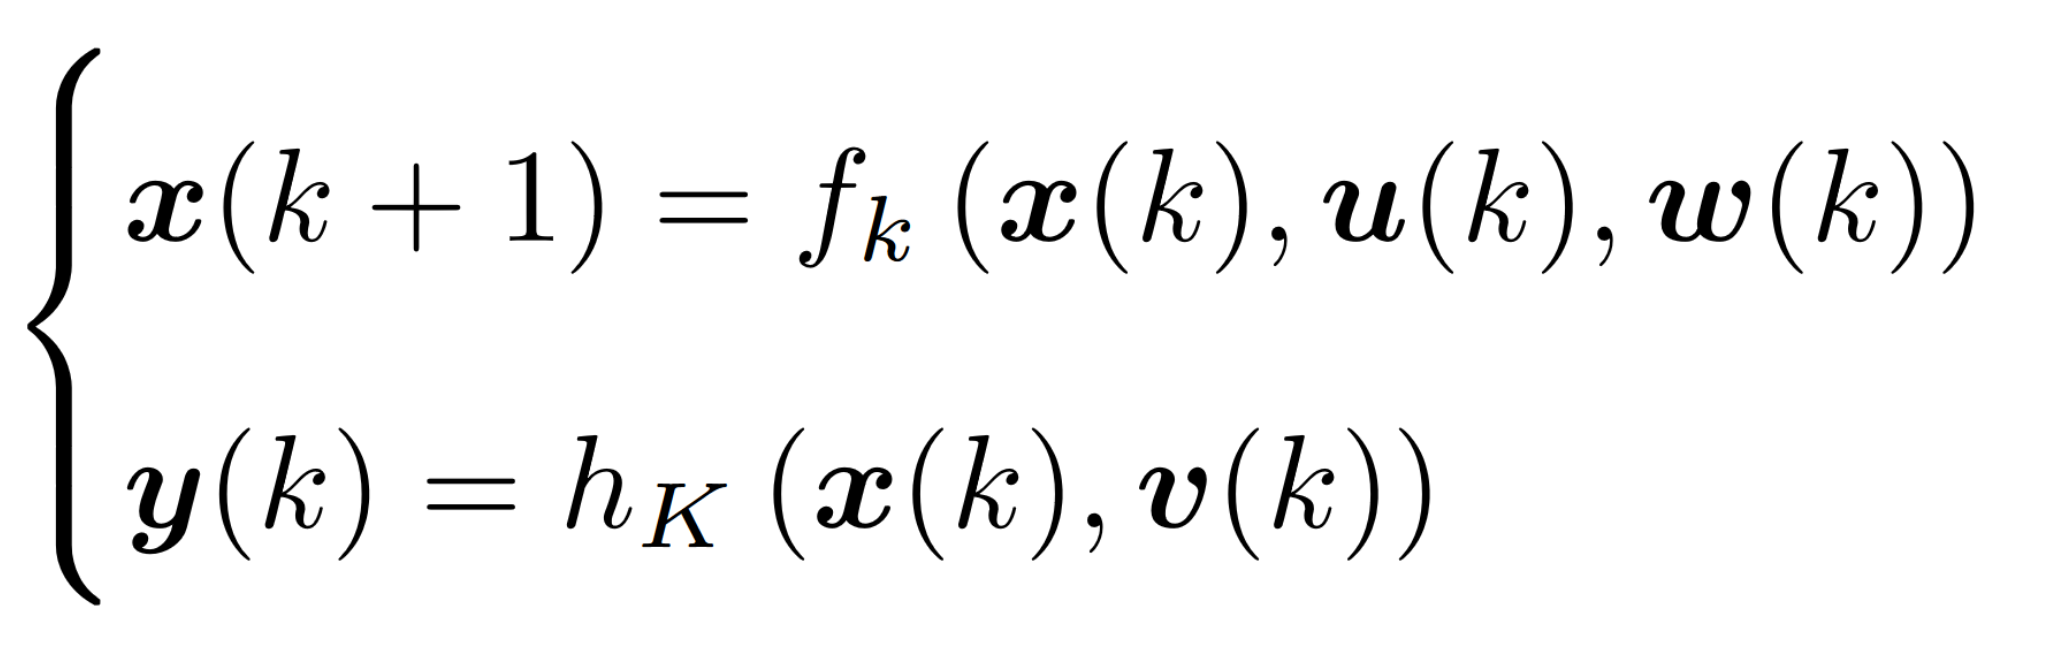 x(k + 1) = f_k (x(k), u(k), w(k))
y(k) = h_K (x(k), v(k))